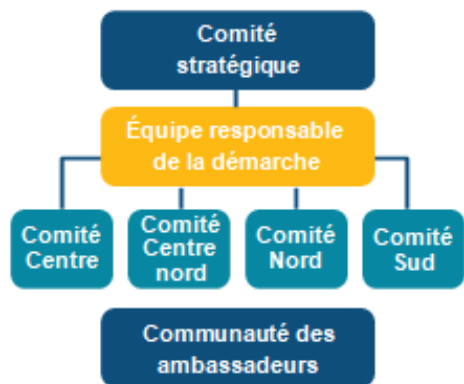 Comité
stratégique
Équipe responsable
de la démarche
Comité
Centre
Comité
Centre
nord
Comité
Nord
Comité
Sud
Communauté des
ambassadeurs